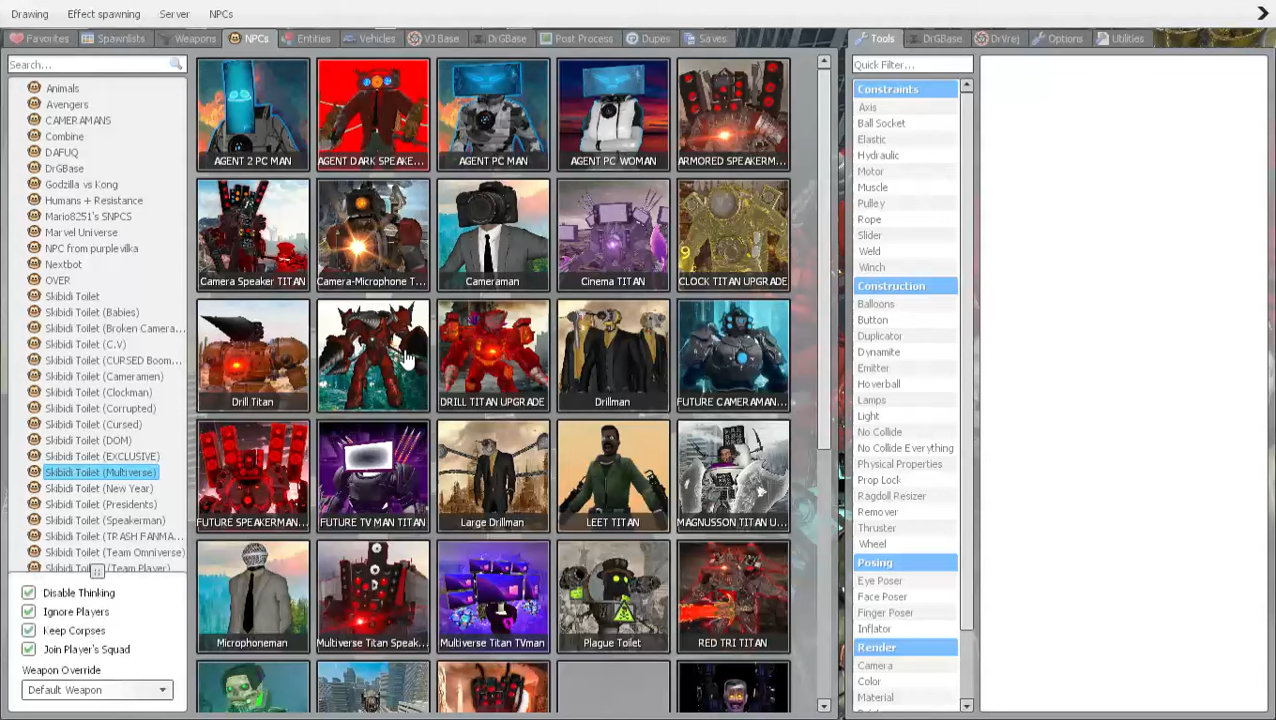 Drawing Effect spawning Server NPCs
Favorites Spawnlists Weapons NPCs Entities Vehicles VJ Base DrGBase Post Process Dupes Saves
Tools DrGBase DrVrej Options Utilities
Search...
Animals
Avengers
CAMERAMANS
Combine
DAFUQ
DrGBase
Godzilla vs Kong
Humans + Resistance
Mario8251's SNPCS
Marvel Universe
NPC from purplevilka
Nextbot
OVER
Skibidi Toilet
Skibidi Toilet (Babies)
Skibidi Toilet (Broken Camera...
Skibidi Toilet (C.V)
Skibidi Toilet (CURSED Boom...
Skibidi Toilet (Cameramen)
Skibidi Toilet (Clockman)
Skibidi Toilet (Corrupted)
Skibidi Toilet (Cursed)
Skibidi Toilet (DOM)
Skibidi Toilet (EXCLUSIVE)
Skibidi Toilet (Multiverse)
Skibidi Toilet (New Year)
Skibidi Toilet (Presidents)
Skibidi Toilet (Speakerman)
Skibidi Toilet (TRASH FANMA...
Skibidi Toilet (Team Omniverse)
Skibidi Toilet (Team Player)
Disable Thinking
Ignore Players
Keep Corpses
Join Player's Squad
Weapon Override
Default Weapon
AGENT 2 PC MAN AGENT DARK SPEAKE... AGENT PC MAN AGENT PC WOMAN ARMORED SPEAKERM...
Camera Speaker TITAN Camera-Microphone T... Cameraman Cinema TITAN CLOCK TITAN UPGRADE
Drill Titan DRILL TITAN UPGRADE Drillman FUTURE CAMERAMAN...
FUTURE SPEAKERMAN... FUTURE TV MAN TITAN Large Drillman LEET TITAN MAGNUSSON TITAN U...
Microphoneman Multiverse Titan Speak... Multiverse Titan TVman Plague Toilet RED TRI TITAN
Quick Filter...
Constraints
Axis
Ball Socket
Elastic
Hydraulic
Motor
Muscle
Pulley
Rope
Slider
Weld
Winch
Construction
Balloons
Button
Duplicator
Dynamite
Emitter
Hoverball
Lamps
Light
No Collide
No Collide Everything
Physical Properties
Prop Lock
Ragdoll Resizer
Remover
Thruster
Wheel
Posing
Eye Poser
Face Poser
Finger Poser
Inflator
Render
Camera
Color
Material